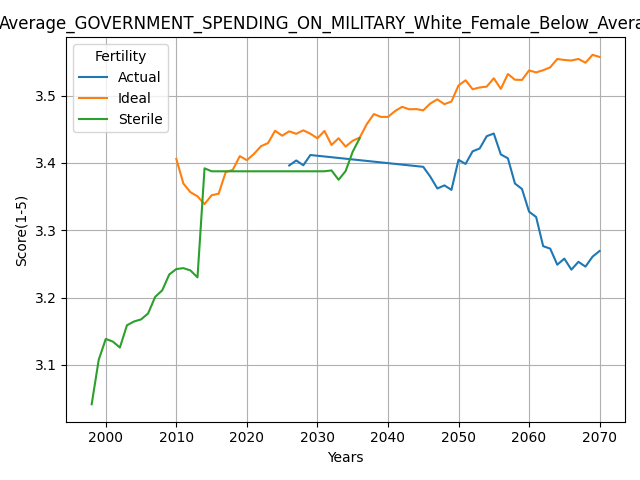 Average_GOVERNMENT_SPENDING_ON_MILITARY_White_Female_Below_Avera
Fertility
Actual
Ideal
Sterile
Score(1-5)
3.5
3.4
3.3
3.2
3.1
2000 2010 2020 2030 2040 2050 2060 2070
Years